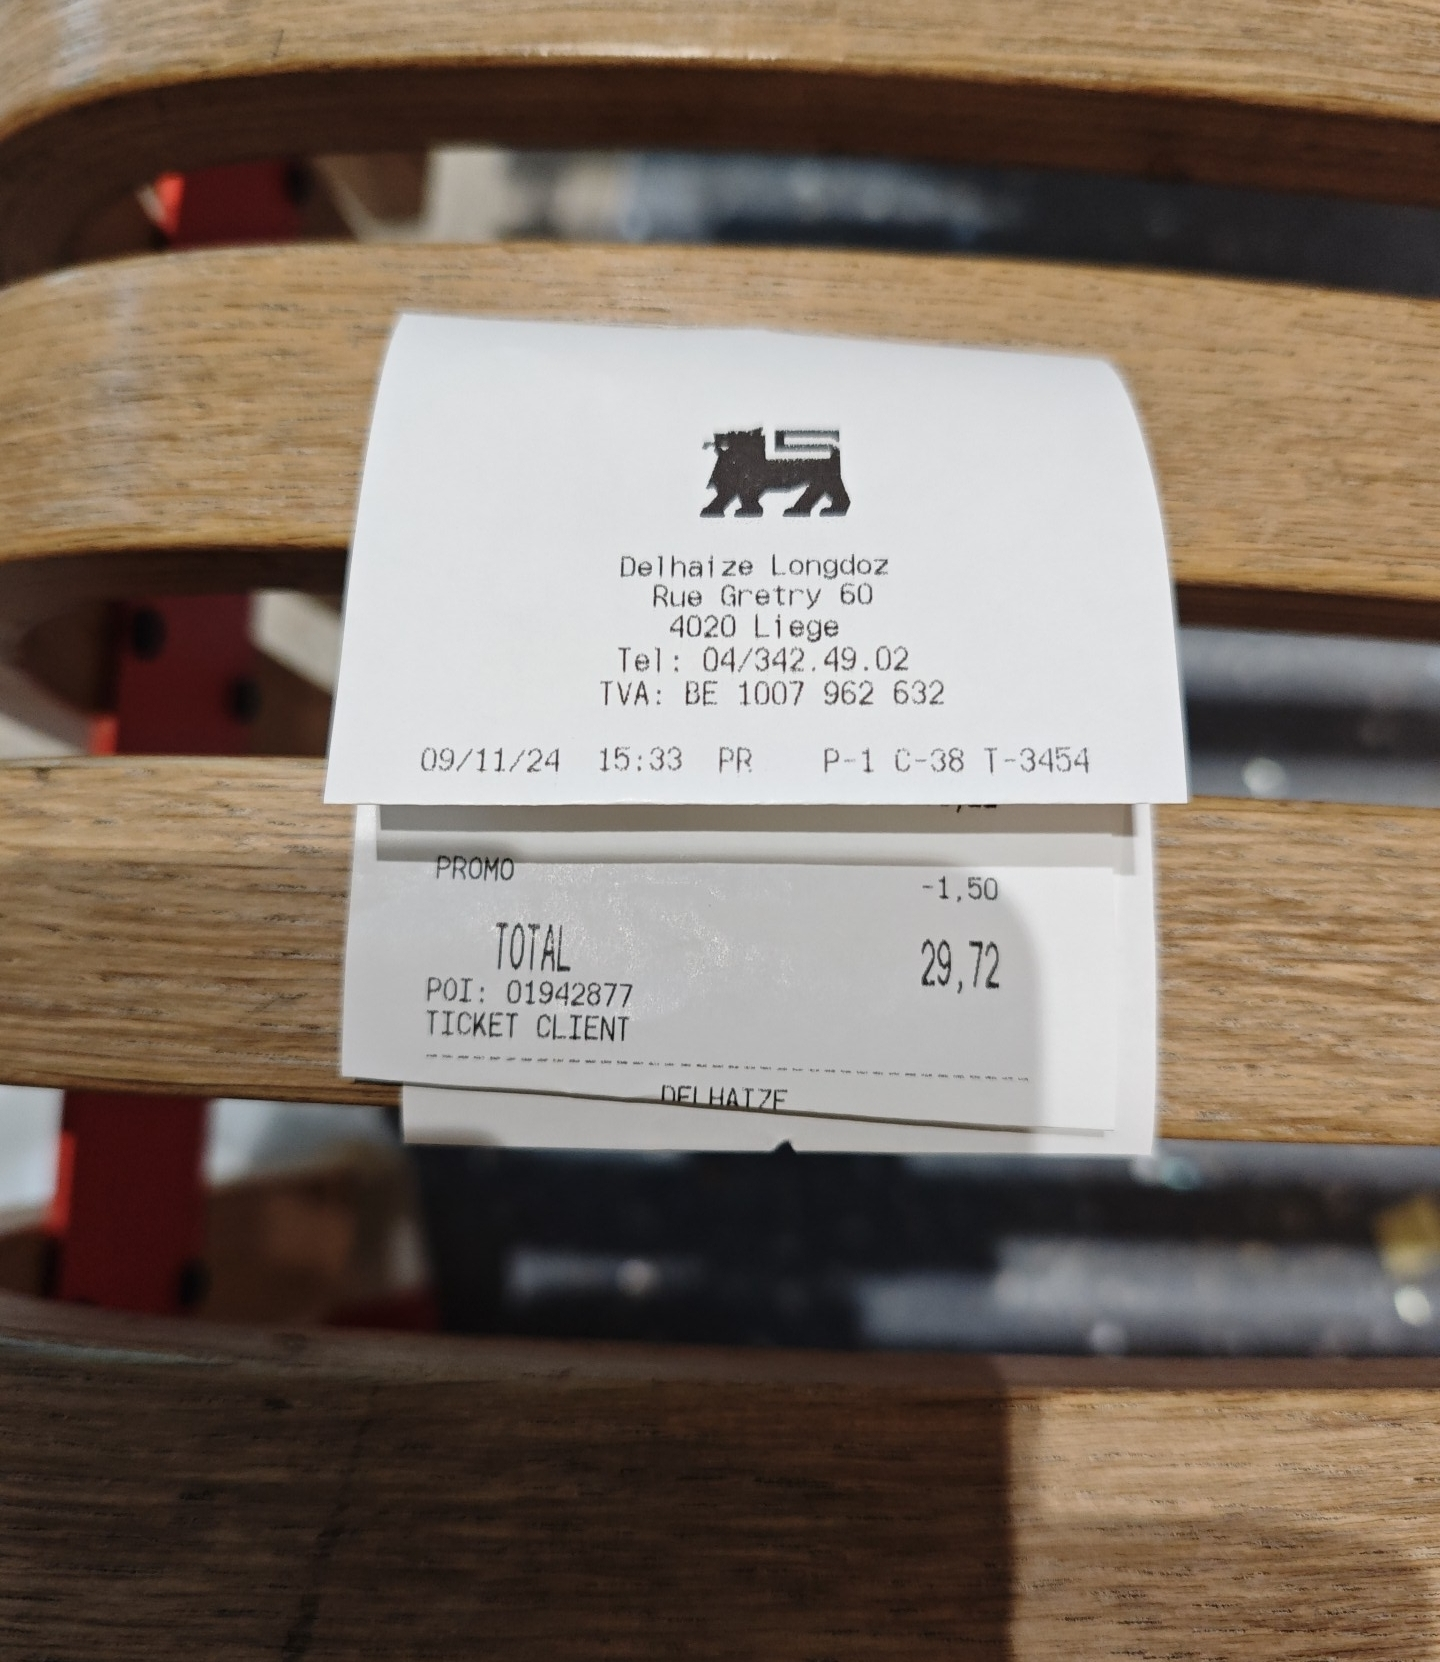 Delhaize Longdoz
Rue Gretry 60
4020 Liege
Tel: 04/342.49.02
TVA: BE 1007 962 632
09/11/24 15:33 PR P-1 C-38 T-3454
PROMO -1,50
TOTAL 29,72
POI: 01942877
TICKET CLIENT
DELHAIZE